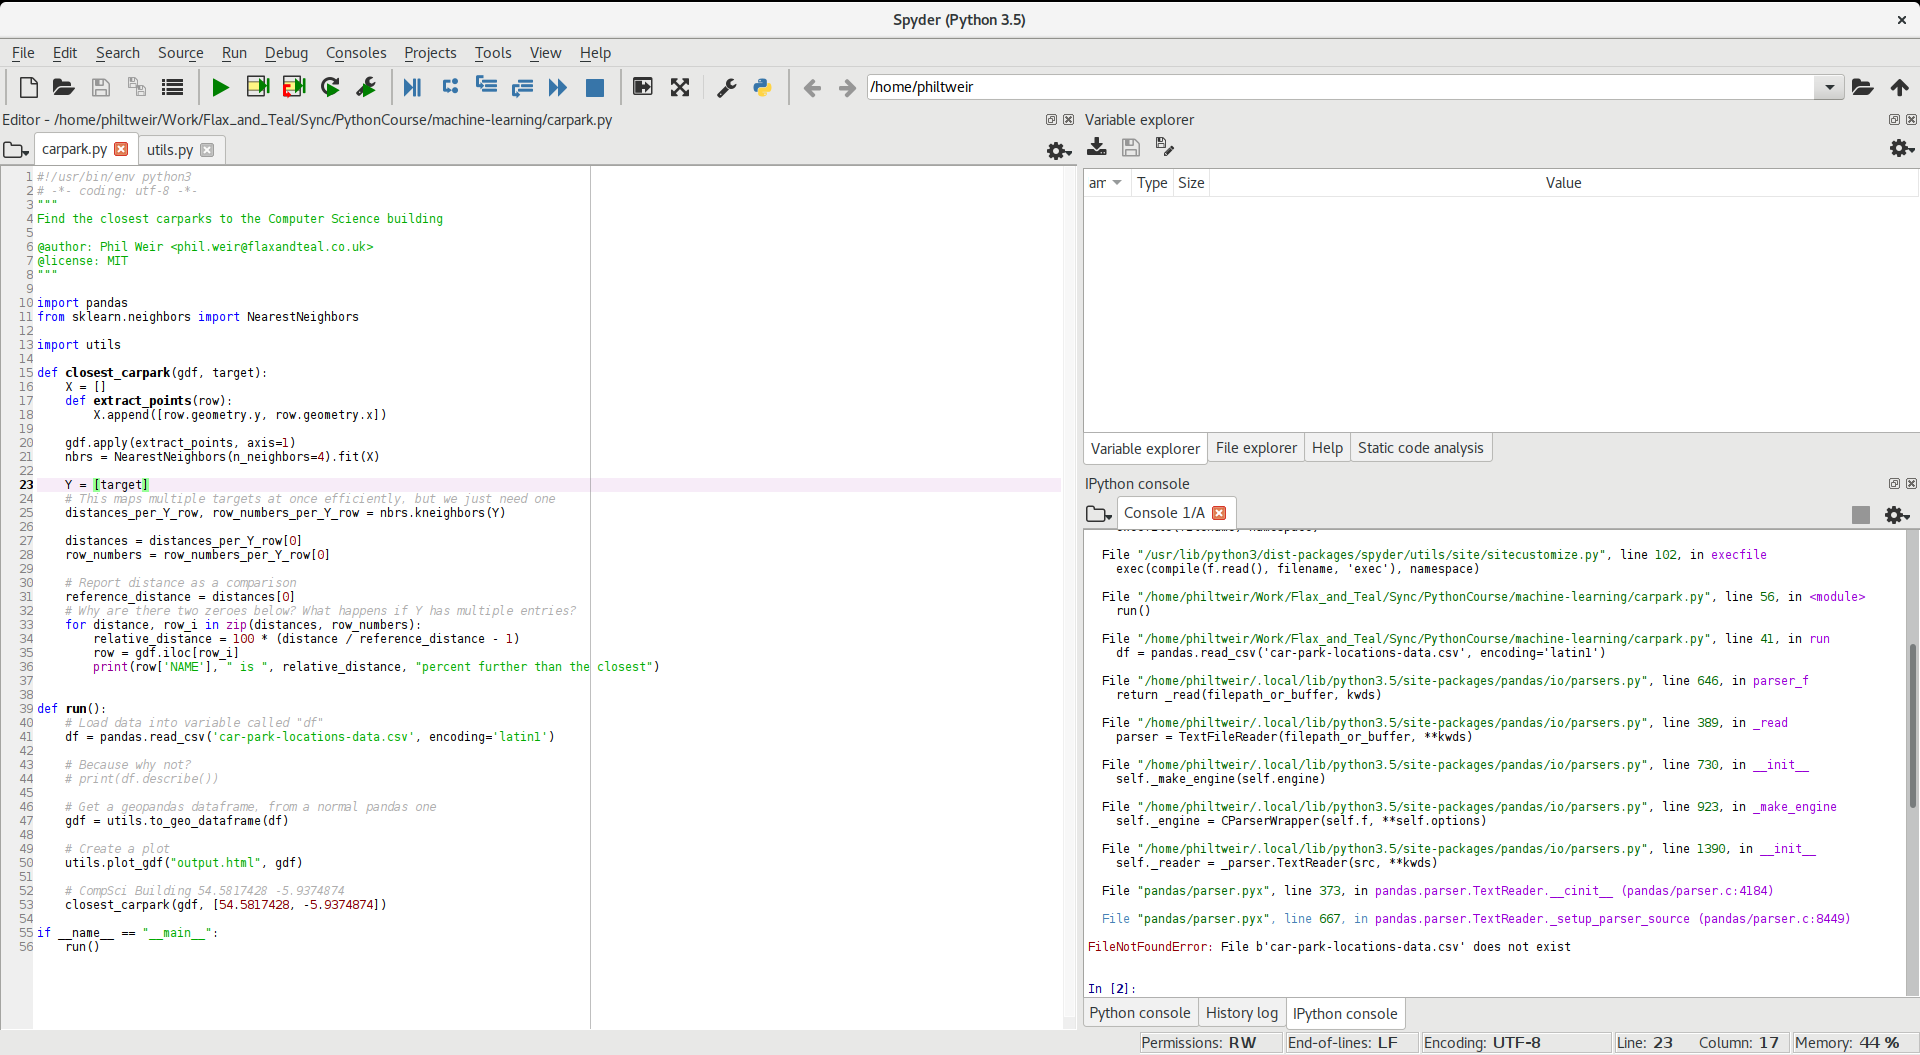 Spyder (Python 3.5)
File Edit Search Source Run Debug Consoles Projects Tools View Help
/home/philtweir
Editor - /home/philtweir/Work/Flax_and_Teal/Sync/PythonCourse/machine-learning/carpark.py
carpark.py utils.py
1 #!/usr/bin/env python3
2 # -*- coding: utf-8 -*-
3 """
4 Find the closest carparks to the Computer Science building
5
6 @author: Phil Weir <phil.weir@flaxandteal.co.uk>
7 @license: MIT
8 """
9
10 import pandas
11 from sklearn.neighbors import NearestNeighbors
12
13 import utils
14
15 def closest_carpark(gdf, target):
16     X = []
17     def extract_points(row):
18         X.append([row.geometry.y, row.geometry.x])
19
20     gdf.apply(extract_points, axis=1)
21     nbrs = NearestNeighbors(n_neighbors=4).fit(X)
22
23     Y = [target]
24     # This maps multiple targets at once efficiently, but we just need one
25     distances_per_Y_row, row_numbers_per_Y_row = nbrs.kneighbors(Y)
26
27     distances = distances_per_Y_row[0]
28     row_numbers = row_numbers_per_Y_row[0]
29
30     # Report distance as a comparison
31     reference_distance = distances[0]
32     # Why are there two zeroes below? What happens if Y has multiple entries?
33     for distance, row_i in zip(distances, row_numbers):
34         relative_distance = 100 * (distance / reference_distance - 1)
35         row = gdf.iloc[row_i]
36         print(row['NAME'], " is ", relative_distance, "percent further than the closest")
37
38
39 def run():
40     # Load data into variable called "df"
41     df = pandas.read_csv('car-park-locations-data.csv', encoding='latin1')
42
43     # Because why not?
44     # print(df.describe())
45
46     # Get a geopandas dataframe, from a normal pandas one
47     gdf = utils.to_geo_dataframe(df)
48
49     # Create a plot
50     utils.plot_gdf("output.html", gdf)
51
52     # CompSci Building 54.5817428 -5.9374874
53     closest_carpark(gdf, [54.5817428, -5.9374874])
54
55 if __name__ == "__main__":
56     run()
Variable explorer
Type Size Value
Variable explorer File explorer Help Static code analysis
IPython console
Console 1/A
File "/usr/lib/python3/dist-packages/spyder/utils/site/sitecustomize.py", line 102, in execfile
exec(compile(f.read(), filename, 'exec'), namespace)
File "/home/philtweir/Work/Flax_and_Teal/Sync/PythonCourse/machine-learning/carpark.py", line 56, in <module>
run()
File "/home/philtweir/Work/Flax_and_Teal/Sync/PythonCourse/machine-learning/carpark.py", line 41, in run
df = pandas.read_csv('car-park-locations-data.csv', encoding='latin1')
File "/home/philtweir/.local/lib/python3.5/site-packages/pandas/io/parsers.py", line 646, in parser_f
return _read(filepath_or_buffer, kwds)
File "/home/philtweir/.local/lib/python3.5/site-packages/pandas/io/parsers.py", line 389, in _read
parser = TextFileReader(filepath_or_buffer, **kwds)
File "/home/philtweir/.local/lib/python3.5/site-packages/pandas/io/parsers.py", line 730, in __init__
self._make_engine(self.engine)
File "/home/philtweir/.local/lib/python3.5/site-packages/pandas/io/parsers.py", line 923, in _make_engine
self._engine = CParserWrapper(self.f, **self.options)
File "/home/philtweir/.local/lib/python3.5/site-packages/pandas/io/parsers.py", line 1390, in __init__
self._reader = _parser.TextReader(src, **kwds)
File "pandas/parser.pyx", line 373, in pandas.parser.TextReader.__cinit__ (pandas/parser.c:4184)
File "pandas/parser.pyx", line 667, in pandas.parser.TextReader._setup_parser_source (pandas/parser.c:8449)
FileNotFoundError: File b'car-park-locations-data.csv' does not exist
In [2]:
Python console History log IPython console
Permissions: RW End-of-lines: LF Encoding: UTF-8 Line: 23 Column: 17 Memory: 44 %